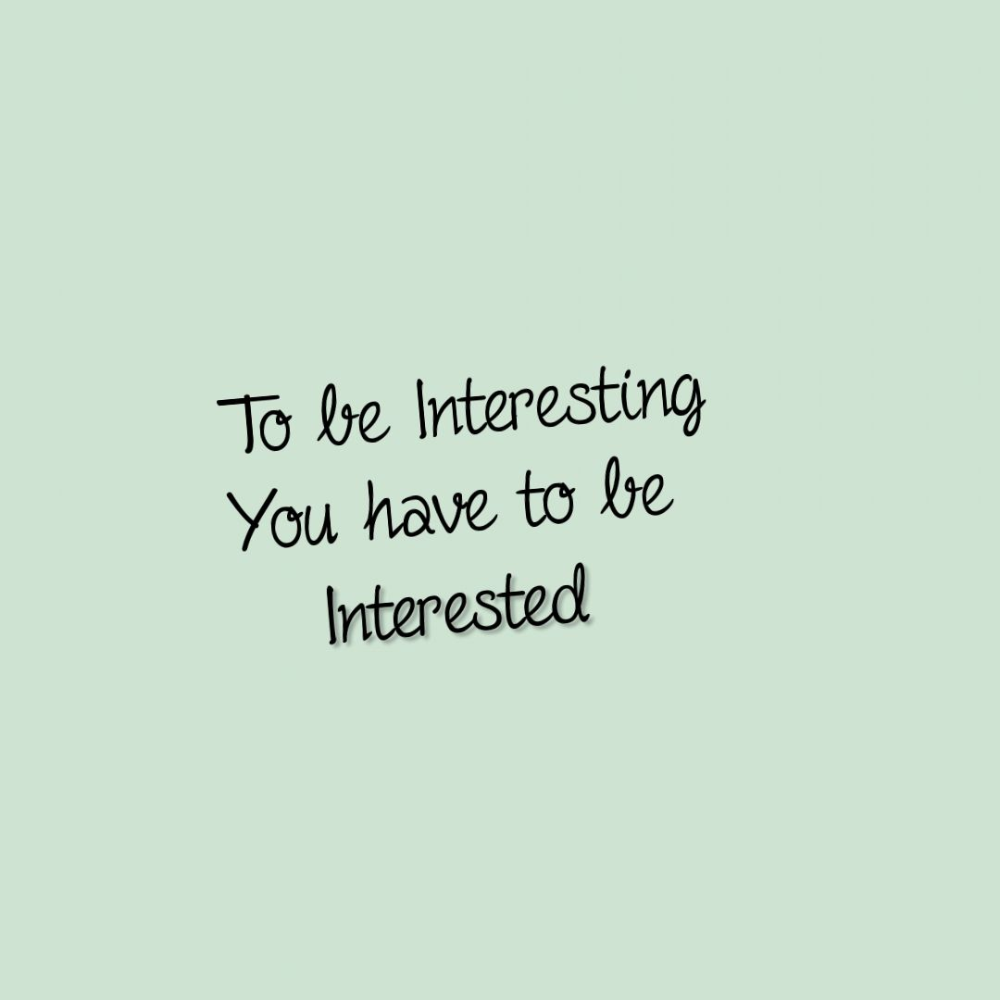 To be Interesting
You have to be
Interested